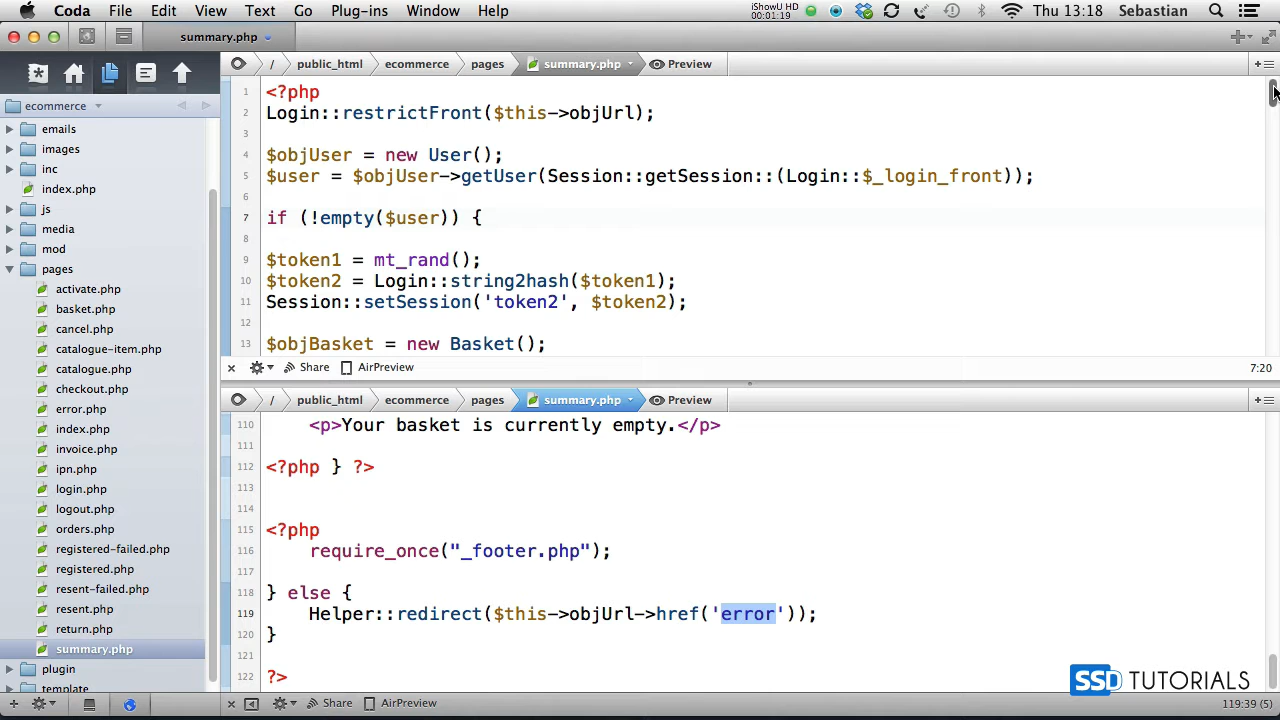 Coda File Edit View Text Go Plug-ins Window Help iShowU HD 00:01:19 Thu 13:18 Sebastian
summary.php
/ public_html ecommerce pages summary.php Preview
ecommerce
emails
images
inc
index.php
js
media
mod
pages
activate.php
basket.php
cancel.php
catalogue-item.php
catalogue.php
checkout.php
error.php
index.php
invoice.php
ipn.php
login.php
logout.php
orders.php
registered-failed.php
registered.php
resent-failed.php
resent.php
return.php
summary.php
plugin
template
1 <?php
2 Login::restrictFront($this->objUrl);
3
4 $objUser = new User();
5 $user = $objUser->getUser(Session::getSession::(Login::$_login_front));
6
7 if (!empty($user)) {
8
9 $token1 = mt_rand();
10 $token2 = Login::string2hash($token1);
11 Session::setSession('token2', $token2);
12
13 $objBasket = new Basket();
Share AirPreview 7:20
/ public_html ecommerce pages summary.php Preview
110 <p>Your basket is currently empty.</p>
111
112 <?php } ?>
113
114
115 <?php
116 require_once("_footer.php");
117
118 } else {
119 Helper::redirect($this->objUrl->href('error'));
120 }
121
122 ?>
SSD TUTORIALS
Share AirPreview 119:39 (5)